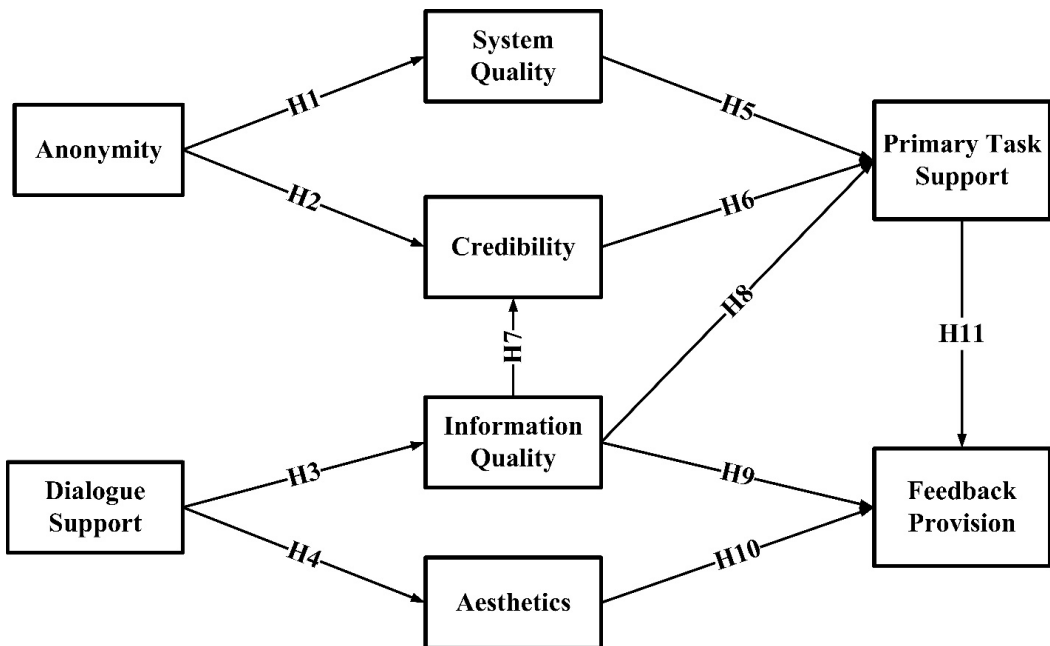 System
Quality
H1
H5
Anonymity
Primary Task
Support
H2
H6
Credibility
H8
H7
H11
Information
Quality
H3
H9
Dialogue
Support
Feedback
Provision
H4
H10
Aesthetics